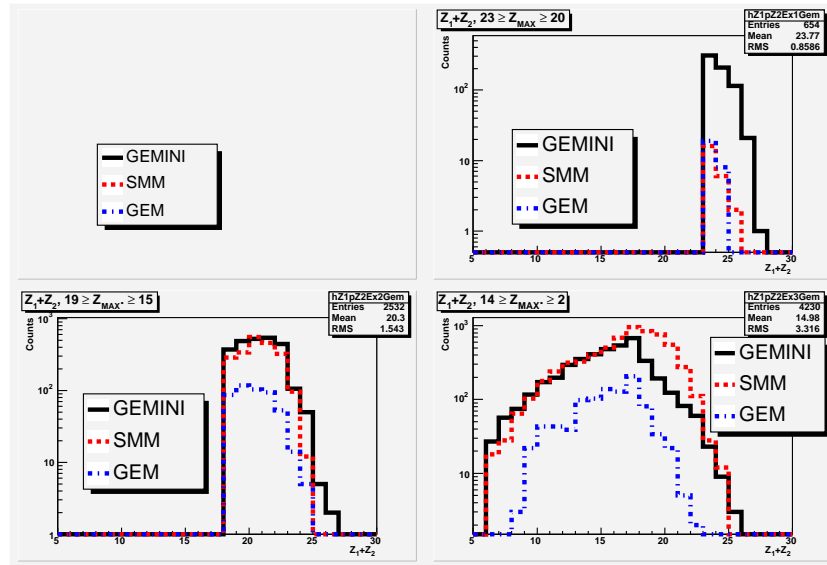 GEMINI
SMM
GEM
Z1+Z2, 23 ≥ ZMAX ≥ 20
hZ1pZ2Ex1Gem
Entries 654
Mean 23.77
RMS 0.8586
Counts
10²
10
1
GEMINI
SMM
GEM
5 10 15 20 25 30
Z1+Z2
Z1+Z2, 19 ≥ ZMAX· ≥ 15
hZ1pZ2Ex2Gem
Entries 2532
Mean 20.3
RMS 1.543
Counts
10³
10²
10
1
GEMINI
SMM
GEM
5 10 15 20 25 30
Z1+Z2
Z1+Z2, 14 ≥ ZMAX· ≥ 2
hZ1pZ2Ex3Gem
Entries 4230
Mean 14.98
RMS 3.316
Counts
10³
10²
10
GEMINI
SMM
GEM
5 10 15 20 25 30
Z1+Z2